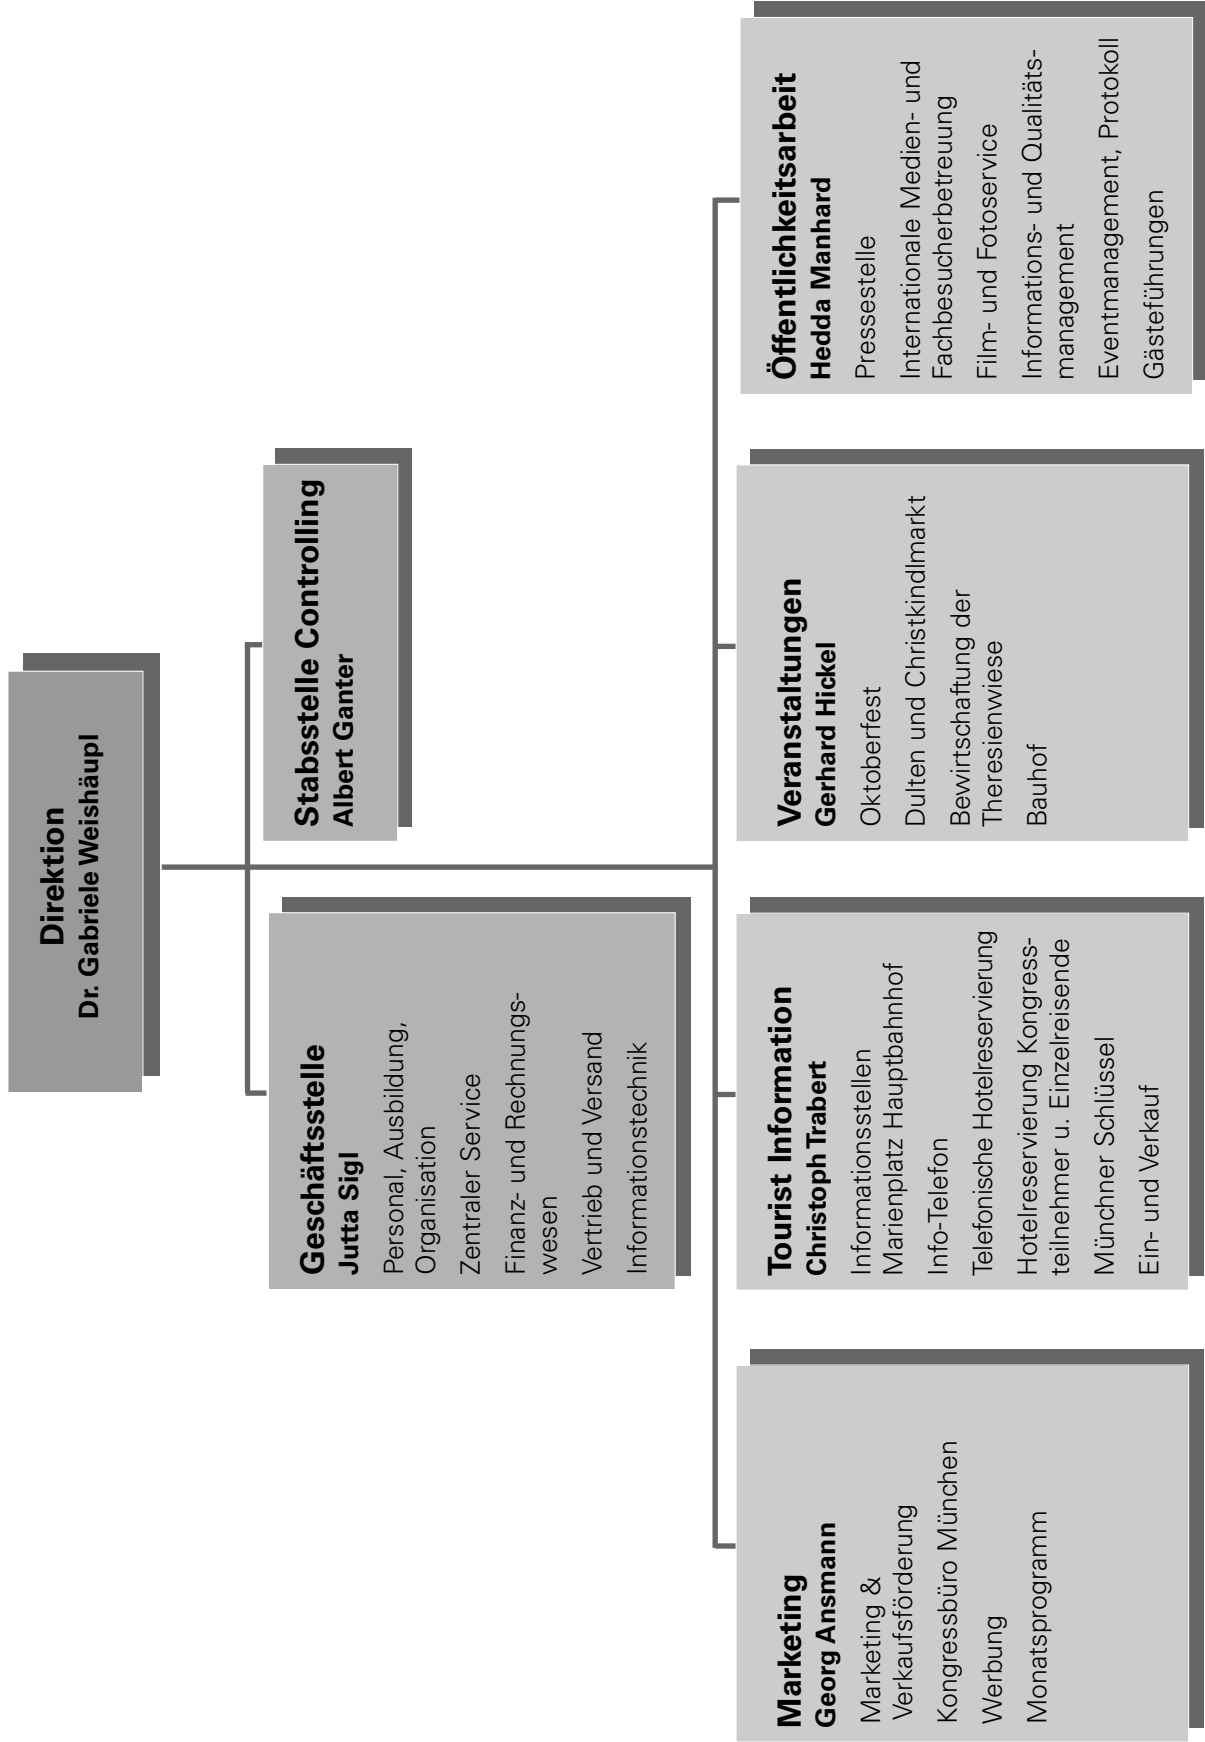 Direktion
Dr. Gabriele Weishäupl
Geschäftsstelle
Jutta Sigl
Personal, Ausbildung,
Organisation
Zentraler Service
Finanz- und Rechnungs-
wesen
Vertrieb und Versand
Informationstechnik
Stabsstelle Controlling
Albert Ganter
Marketing
Georg Ansmann
Marketing &
Verkaufsförderung
Kongressbüro München
Werbung
Monatsprogramm
Tourist Information
Christoph Trabert
Informationsstellen
Marienplatz Hauptbahnhof
Info-Telefon
Telefonische Hotelreservierung
Hotelreservierung Kongress-
teilnehmer u. Einzelreisende
Münchner Schlüssel
Ein- und Verkauf
Veranstaltungen
Gerhard Hickel
Oktoberfest
Dulten und Christkindlmarkt
Bewirtschaftung der
Theresienwiese
Bauhof
Öffentlichkeitsarbeit
Hedda Manhard
Pressestelle
Internationale Medien- und
Fachbesucherbetreuung
Film- und Fotoservice
Informations- und Qualitäts-
management
Eventmanagement, Protokoll
Gästeführungen